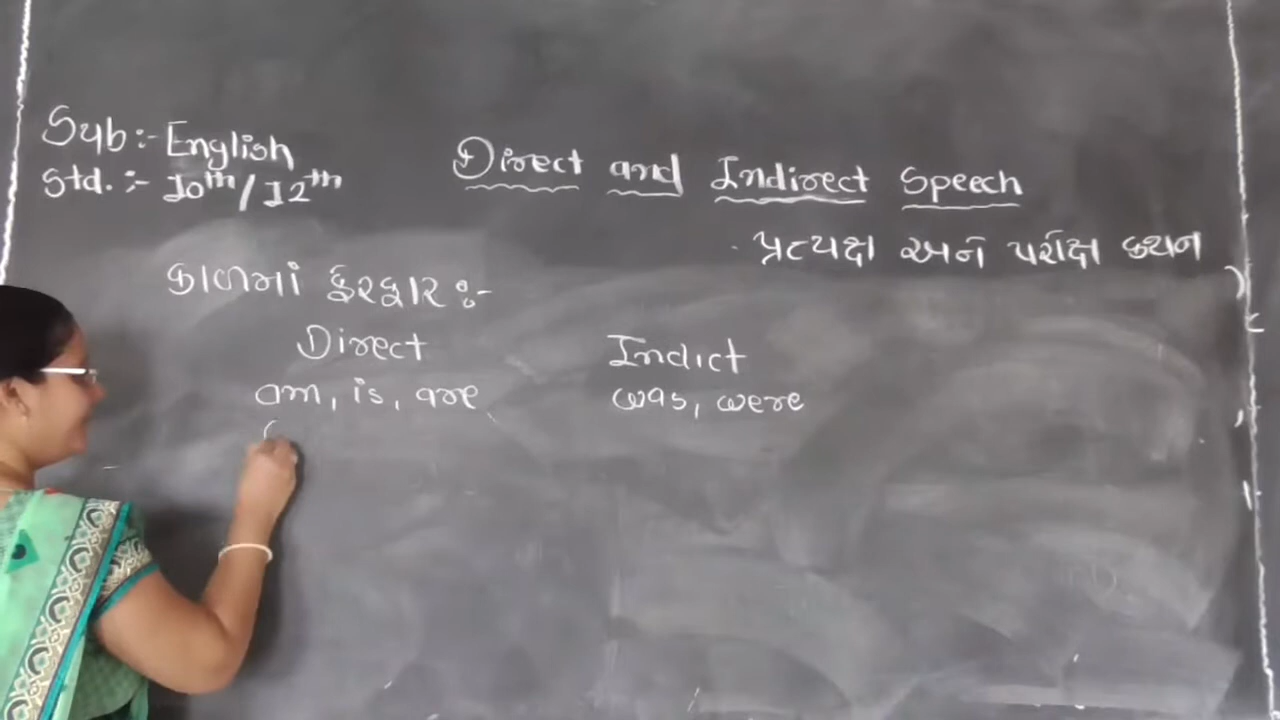 Sub:- English
Std. :- 10th/12th
Direct and Indirect Speech
પ્રત્યક્ષ અને પરોક્ષ કથન
કાળમાં ફેરફાર :-
Direct Indict
am, is, are was, were